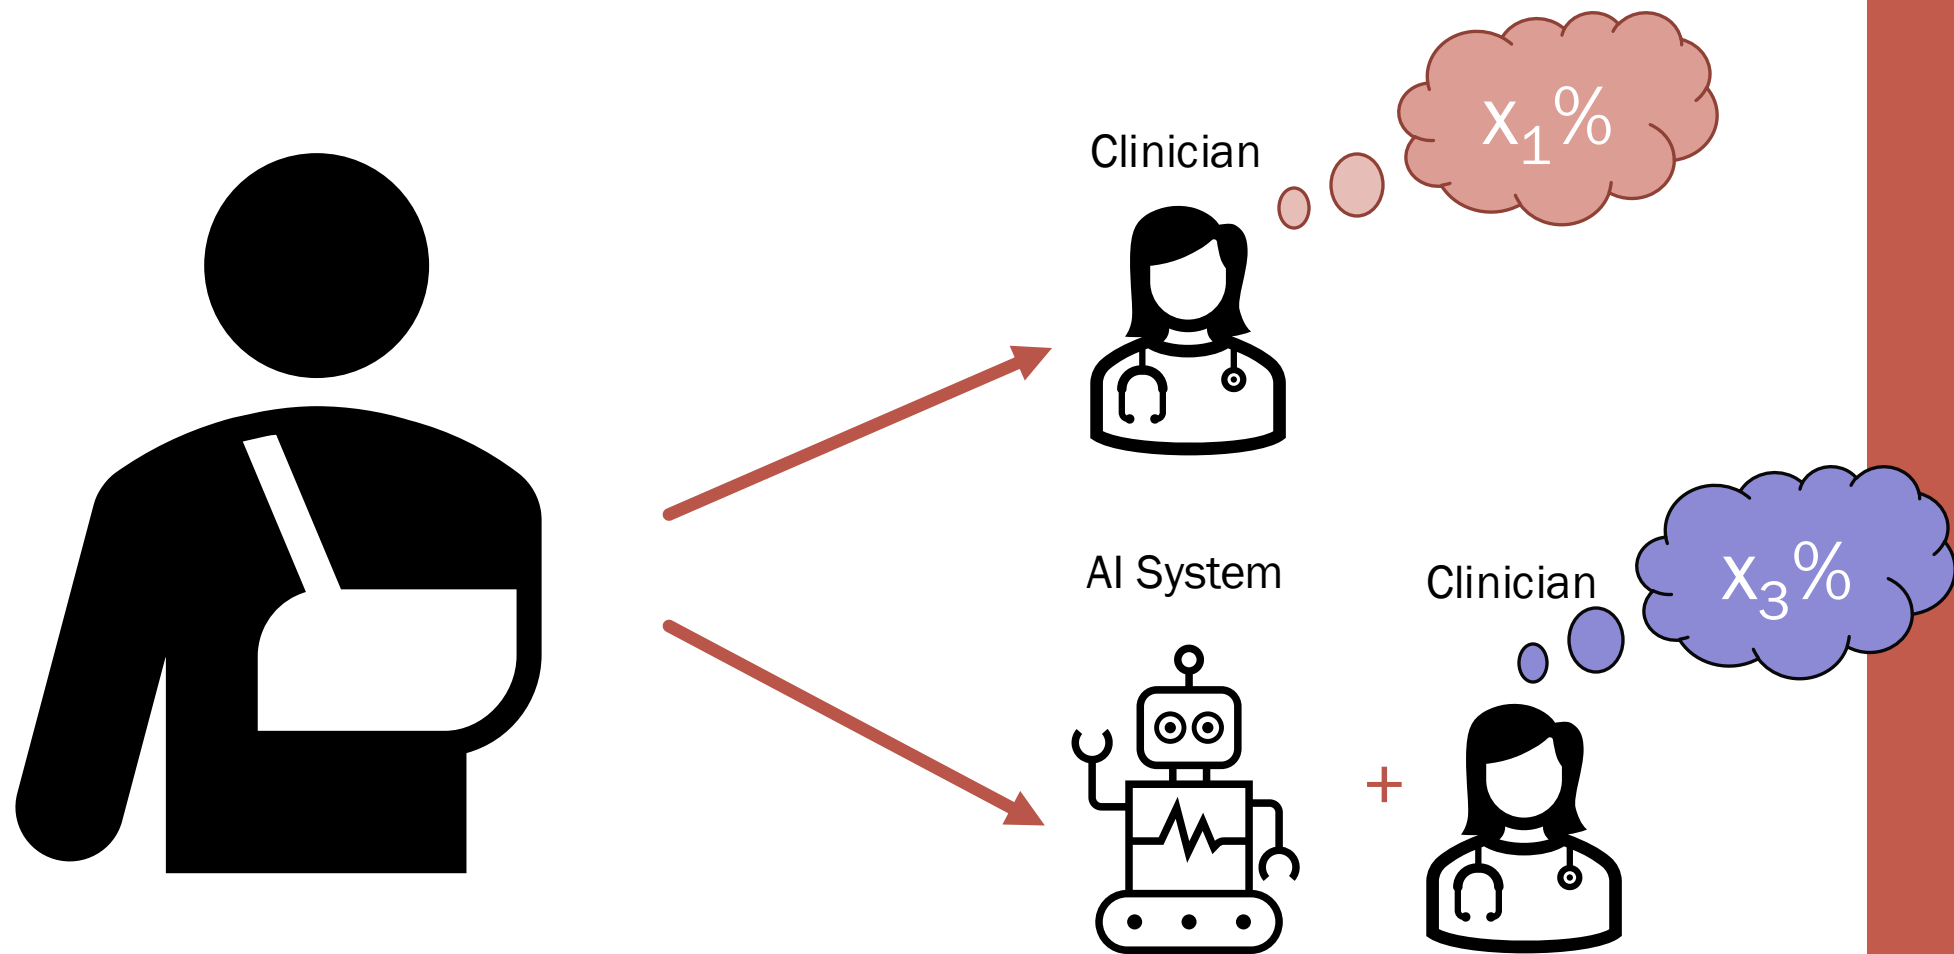 Clinician
x₁%
AI System
Clinician
x₃%
+